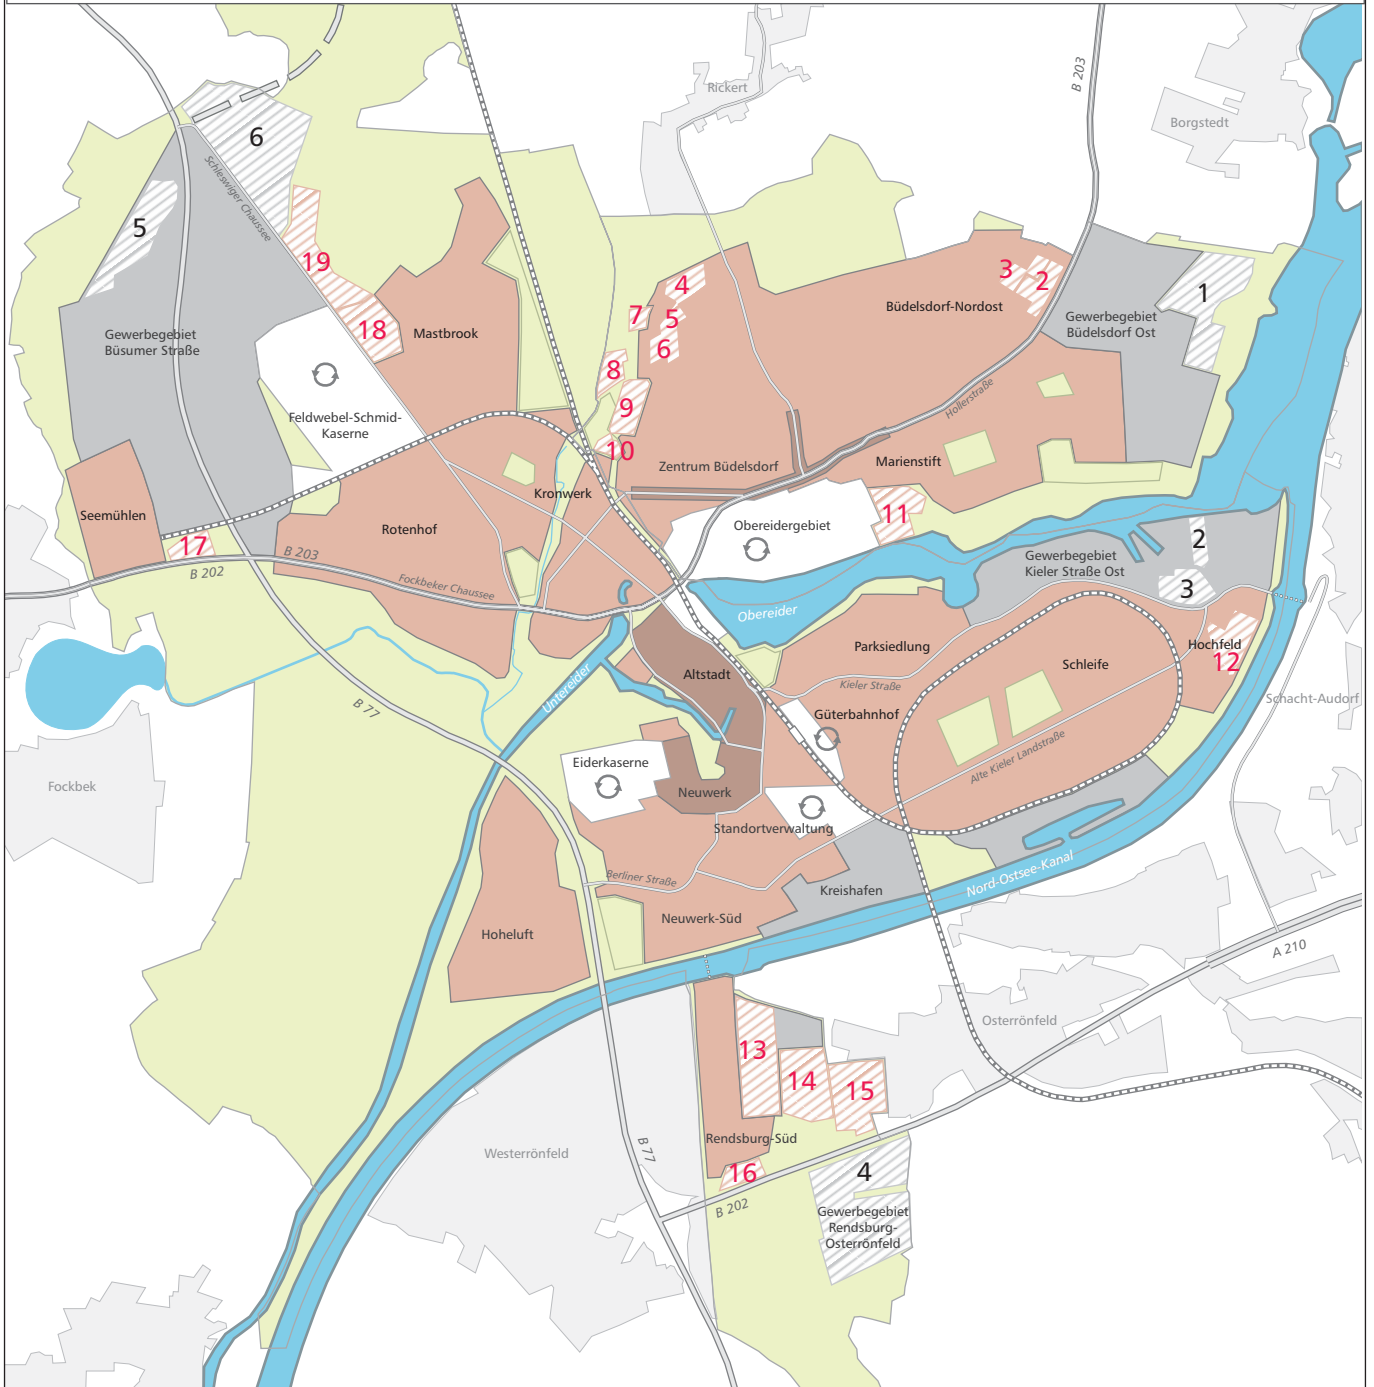 Rickert
B 203
Borgstedt
6
Schleswiger Chaussee
5
19
4
3
2
1
7
5
Büdelsdorf-Nordost
Gewerbegebiet
Büdelsdorf Ost
Gewerbegebiet
Büsumer Straße
18
Mastbrook
6
8
Hollerstraße
9
Feldwebel-Schmid-
Kaserne
10
Zentrum Büdelsdorf
Marienstift
Kronwerk
Seemühlen
Rotenhof
Obereidergebiet
11
17
B 203
B 202
Fockbeker Chaussee
Gewerbegebiet
Kieler Straße Ost
2
3
Obereider
Parksiedlung
Hochfeld
12
Schleife
Altstadt
Untereider
Kieler Straße
Schacht-Audorf
B 77
Güterbahnhof
Alte Kieler Landstraße
Eiderkaserne
Fockbek
Neuwerk
Standortverwaltung
Berliner Straße
Kreishafen
Nord-Ostsee-Kanal
Neuwerk-Süd
Hoheluft
A 210
Osterrönfeld
13
14
15
Rendsburg-Süd
Westerrönfeld
B 77
16
4
B 202
Gewerbegebiet
Rendsburg-
Osterrönfeld